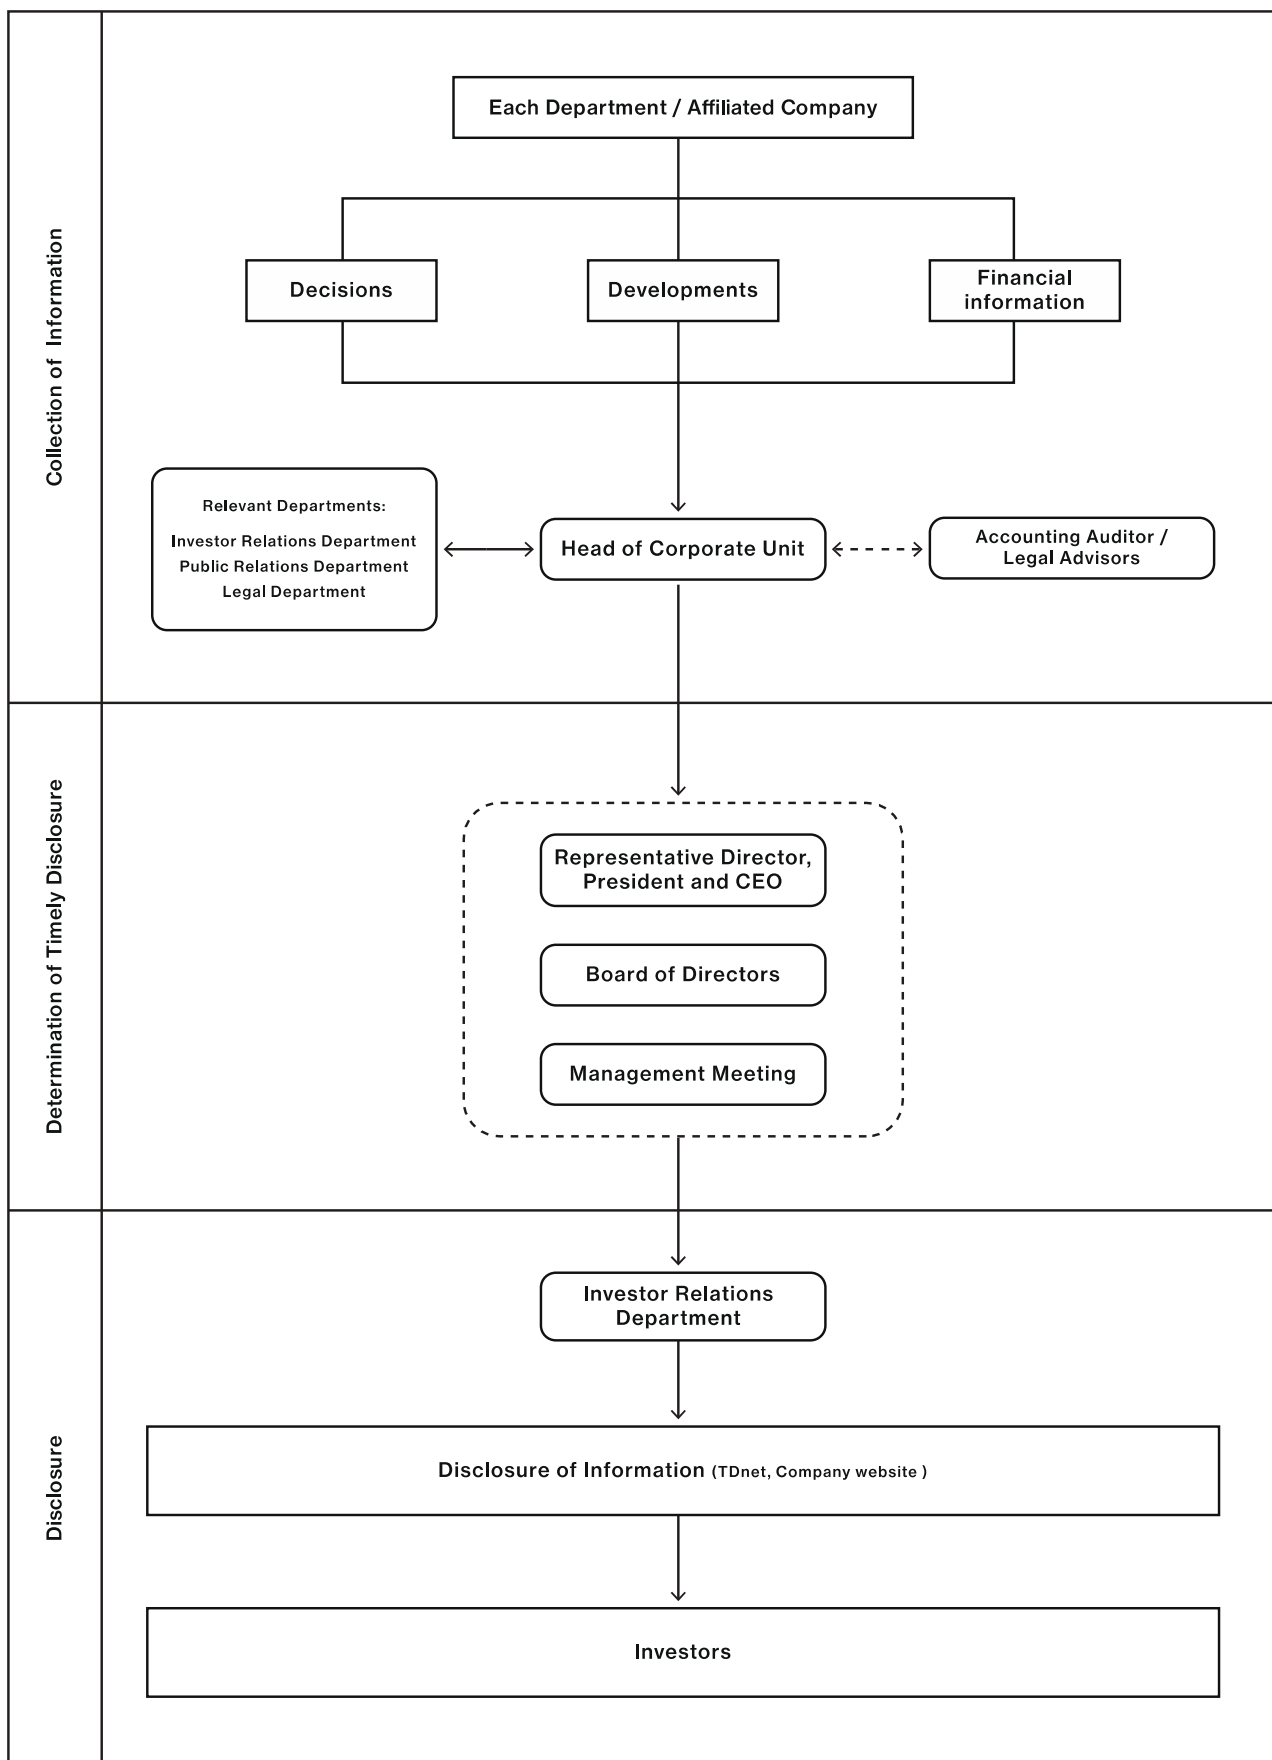 Collection of Information
Each Department / Affiliated Company
Decisions
Developments
Financial
information
Relevant Departments:
Investor Relations Department
Public Relations Department
Legal Department
Head of Corporate Unit
Accounting Auditor /
Legal Advisors
Determination of Timely Disclosure
Representative Director,
President and CEO
Board of Directors
Management Meeting
Disclosure
Investor Relations
Department
Disclosure of Information (TDnet, Company website )
Investors